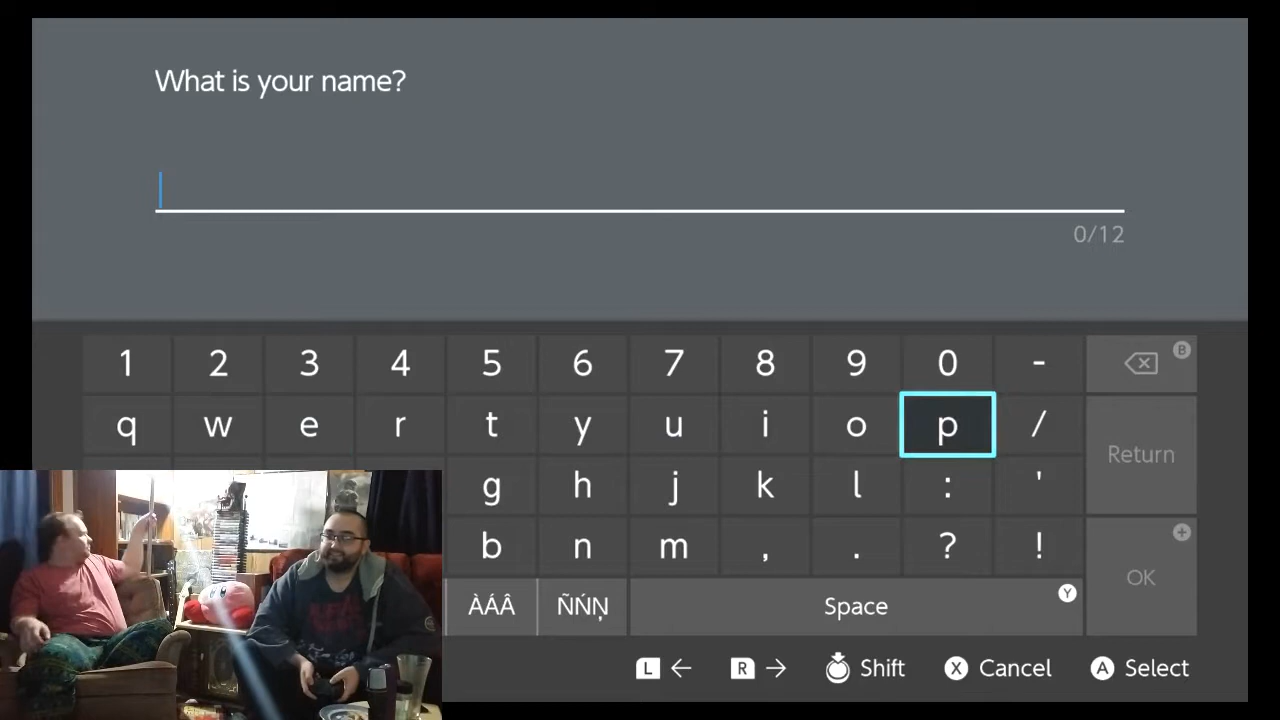 What is your name?
0/12
1 2 3 4 5 6 7 8 9 0 - B
q w e r t y u i o p /
Return
g h j k l : '
b n m , . ? ! +
OK
ÀÁÂ ÑŃŅ Space Y
L ← R → Shift X Cancel A Select